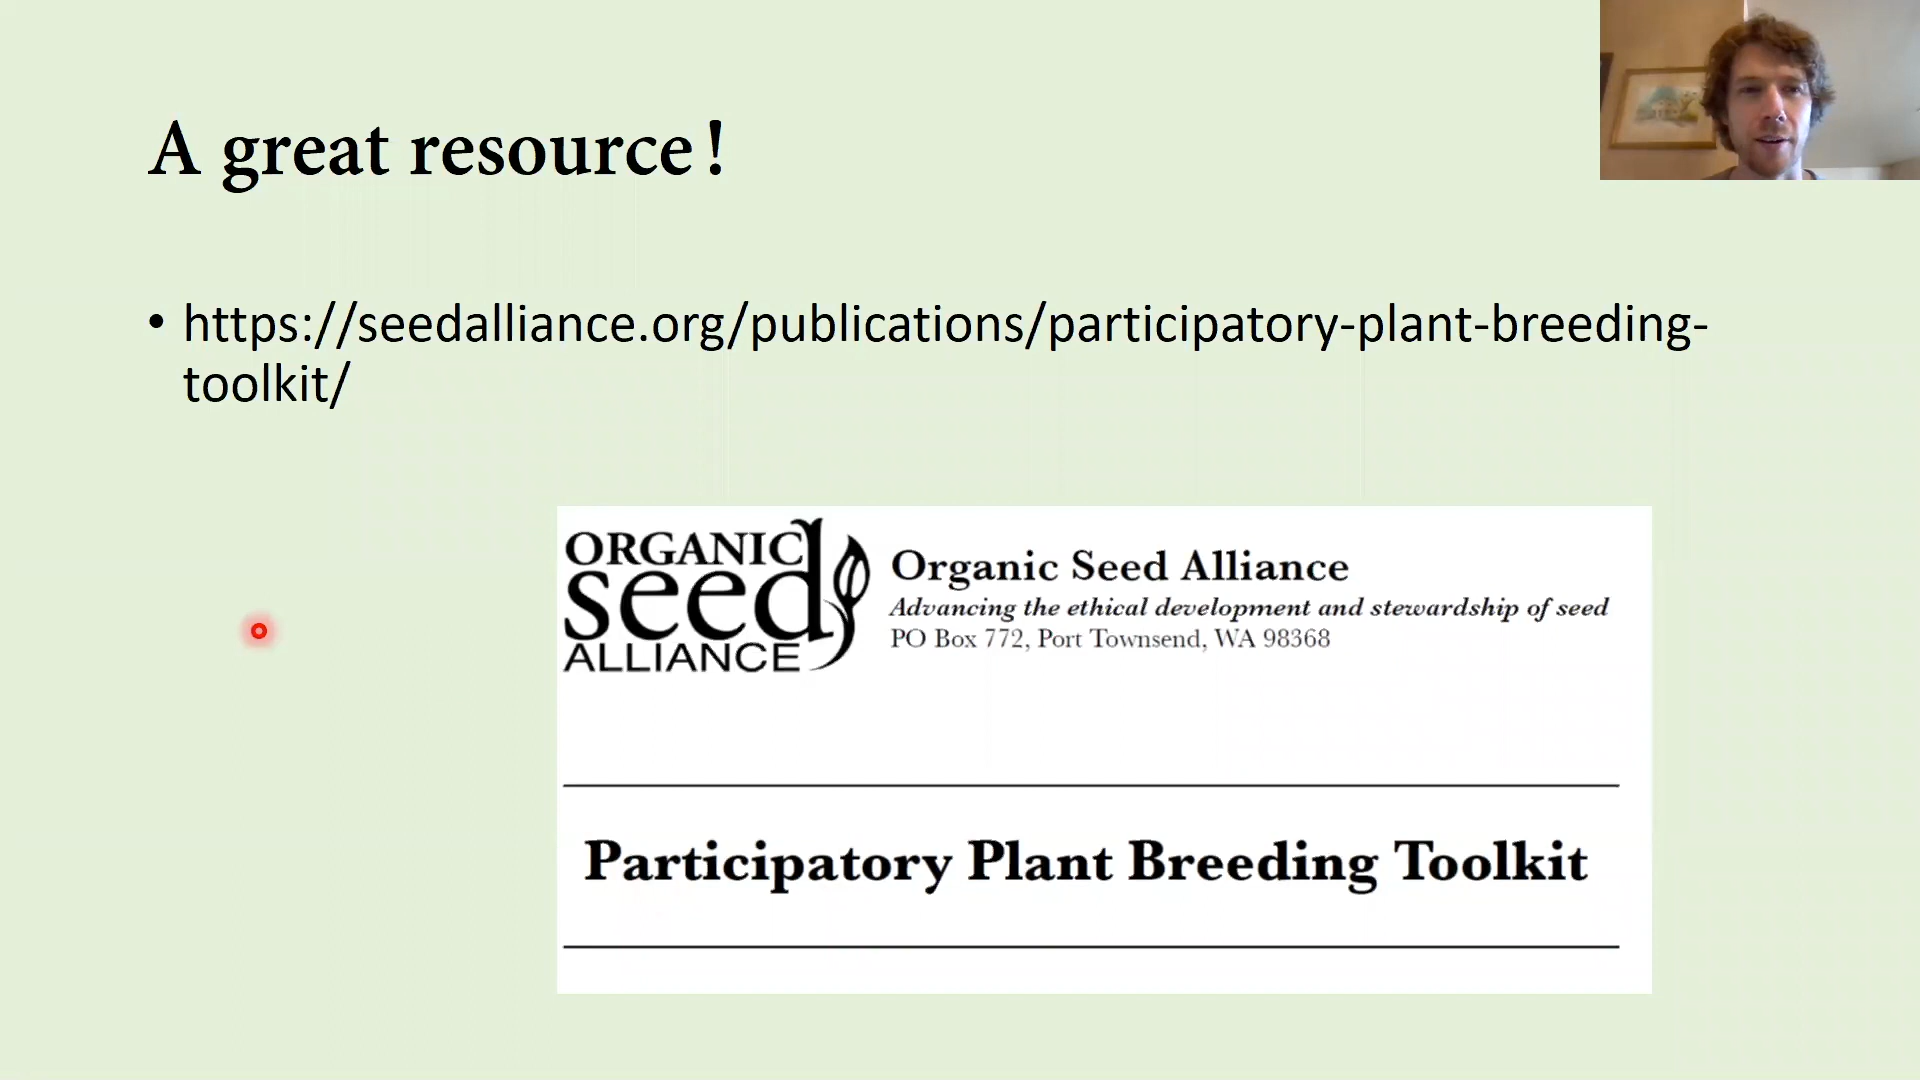 A great resource!
• https://seedalliance.org/publications/participatory-plant-breeding-
toolkit/
ORGANIC
seed
ALLIANCE
Organic Seed Alliance
Advancing the ethical development and stewardship of seed
PO Box 772, Port Townsend, WA 98368
Participatory Plant Breeding Toolkit